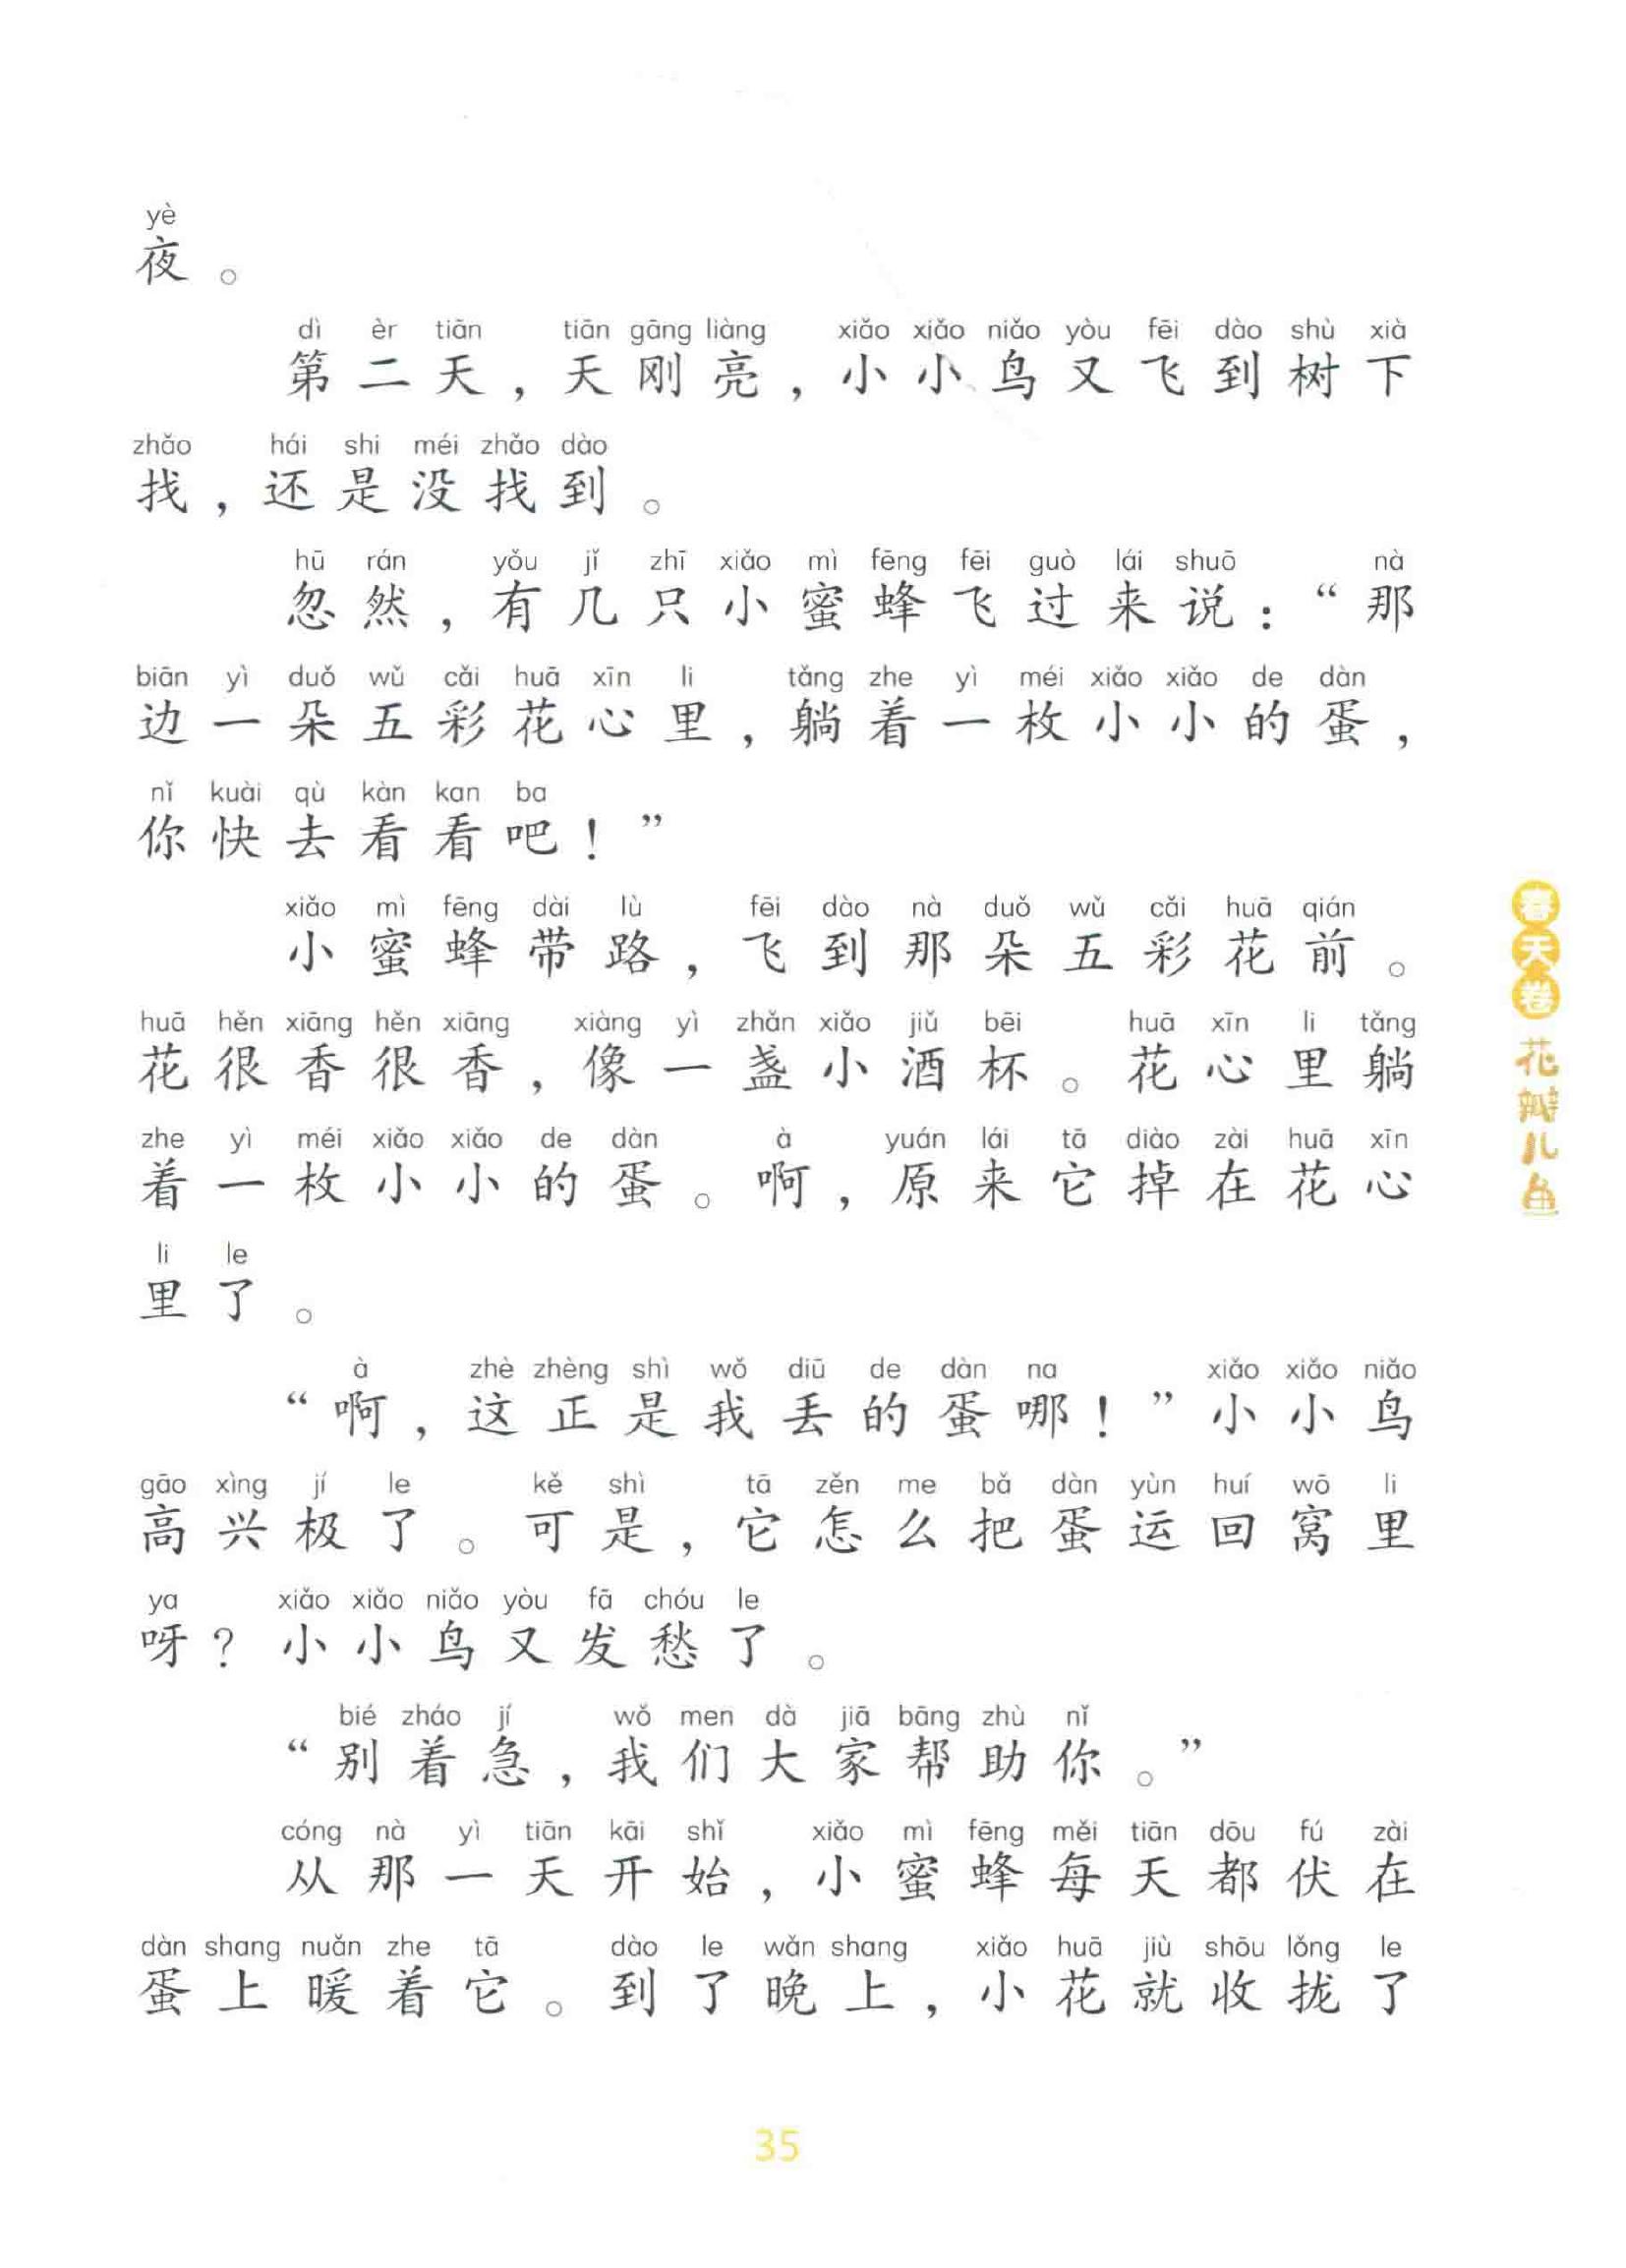 yè
夜。
dì èr tiān tiān gāng liàng xiǎo xiǎo niǎo yòu fēi dào shù xià
第二天，天刚亮，小小鸟又飞到树下
zhǎo hái shi méi zhǎo dào
找，还是没找到。
hū rán yǒu jǐ zhī xiǎo mì fēng fēi guò lái shuō nà
忽然，有几只小蜜蜂飞过来说：“那
biān yì duǒ wǔ cǎi huā xīn li tǎng zhe yì méi xiǎo xiǎo de dàn
边一朵五彩花心里，躺着一枚小小的蛋，
nǐ kuài qù kàn kan ba
你快去看看吧！”
xiǎo mì fēng dài lù fēi dào nà duǒ wǔ cǎi huā qián
小蜜蜂带路，飞到那朵五彩花前。
huā hěn xiāng hěn xiāng xiàng yì zhǎn xiǎo jiǔ bēi huā xīn li tǎng
花很香很香，像一盏小酒杯。花心里躺
zhe yì méi xiǎo xiǎo de dàn à yuán lái tā diào zài huā xīn
着一枚小小的蛋。啊，原来它掉在花心
li le
里了。
à zhè zhèng shì wǒ diū de dàn na xiǎo xiǎo niǎo
“啊，这正是我丢的蛋哪！”小小鸟
gāo xìng jí le kě shì tā zěn me bǎ dàn yùn huí wō li
高兴极了。可是，它怎么把蛋运回窝里
ya xiǎo xiǎo niǎo yòu fā chóu le
呀？小小鸟又发愁了。
bié zháo jí wǒ men dà jiā bāng zhù nǐ
“别着急，我们大家帮助你。”
cóng nà yì tiān kāi shǐ xiǎo mì fēng měi tiān dōu fú zài
从那一天开始，小蜜蜂每天都伏在
dàn shang nuǎn zhe tā dào le wǎn shang xiǎo huā jiù shōu lǒng le
蛋上暖着它。到了晚上，小花就收拢了
春天卷
花瓣儿鱼
35